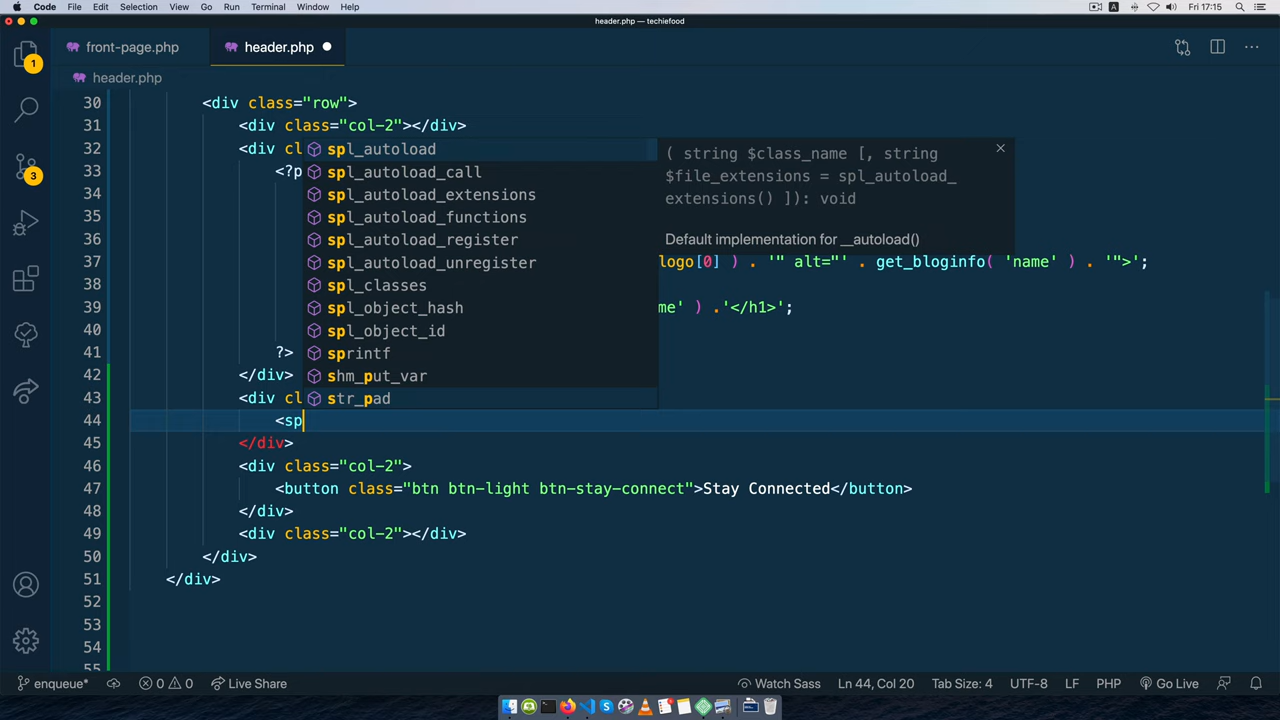 Code File Edit Selection View Go Run Terminal Window Help A Fri 17:15
header.php — techiefood
front-page.php header.php
header.php
1
3
30 <div class="row">
31 <div class="col-2"></div>
32 <div cl
33 <?p
34
35
36
37 logo[0] ) . '" alt="' . get_bloginfo( 'name' ) . '">';
38
39 me' ) .'</h1>';
40
41 ?>
42 </div>
43 <div cl
44 <sp
45 </div>
46 <div class="col-2">
47 <button class="btn btn-light btn-stay-connect">Stay Connected</button>
48 </div>
49 <div class="col-2"></div>
50 </div>
51 </div>
52
53
54
55
spl_autoload
spl_autoload_call
spl_autoload_extensions
spl_autoload_functions
spl_autoload_register
spl_autoload_unregister
spl_classes
spl_object_hash
spl_object_id
sprintf
shm_put_var
str_pad
( string $class_name [, string
$file_extensions = spl_autoload_
extensions() ]): void
Default implementation for __autoload()
enqueue* 0 0 Live Share Watch Sass Ln 44, Col 20 Tab Size: 4 UTF-8 LF PHP Go Live